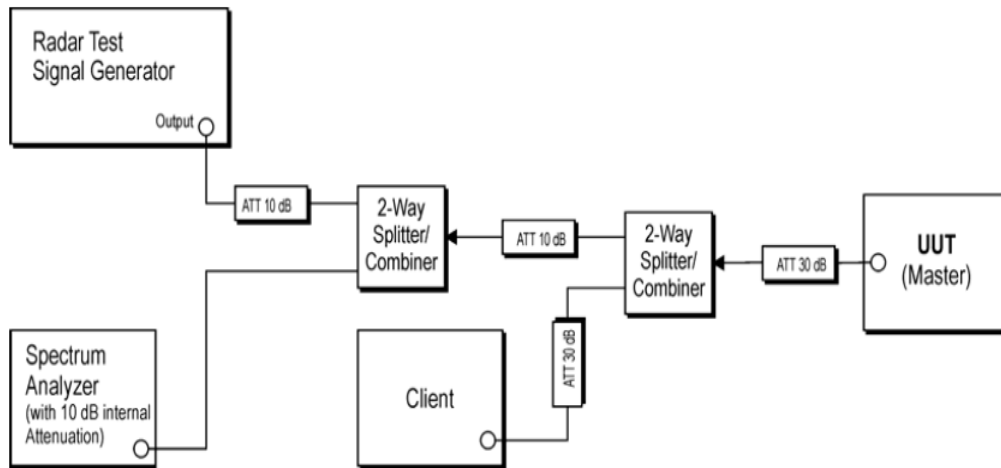 Radar Test
Signal Generator
Output
ATT 10 dB
2-Way
Splitter/
Combiner
ATT 10 dB
2-Way
Splitter/
Combiner
ATT 30 dB
UUT
(Master)
Spectrum
Analyzer
(with 10 dB internal
Attenuation)
Client
ATT 30 dB